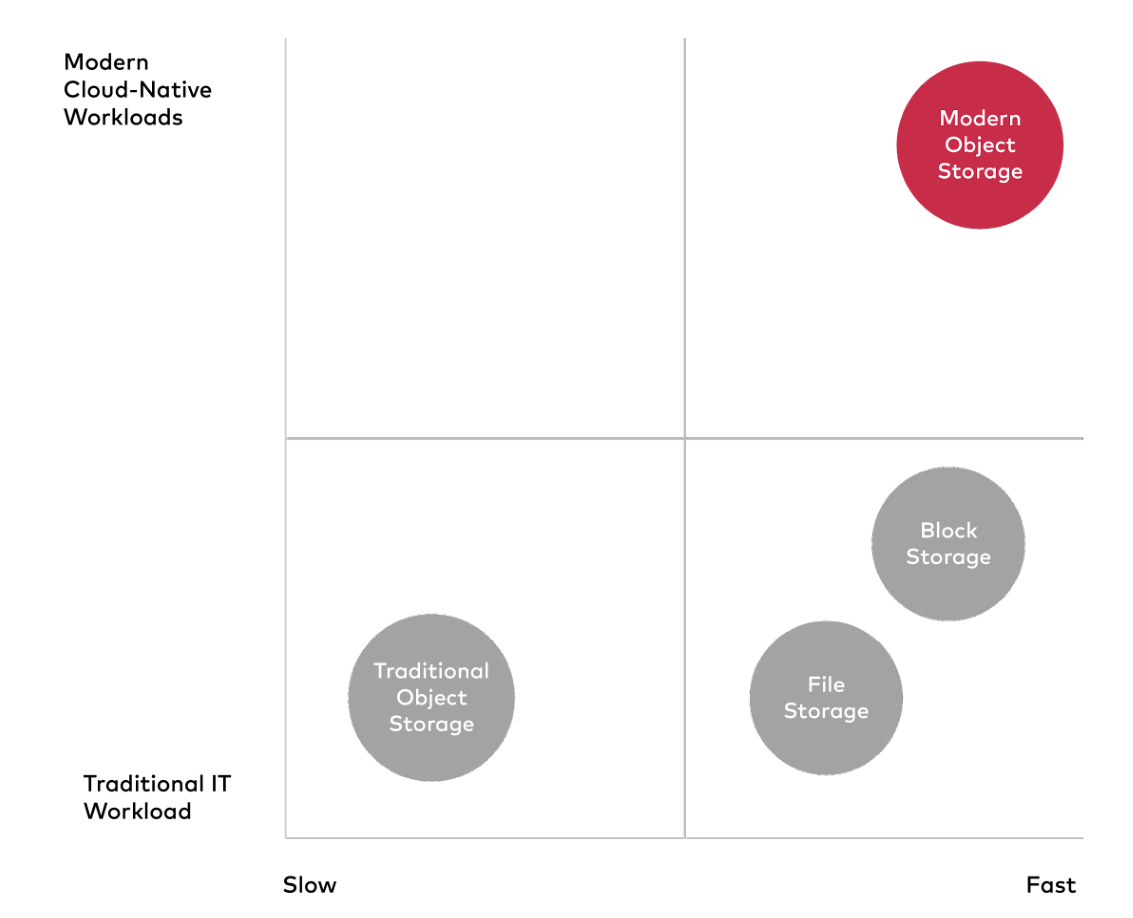 Modern
Cloud-Native
Workloads
Modern
Object
Storage
Block
Storage
Traditional
Object
Storage
File
Storage
Traditional IT
Workload
Slow
Fast